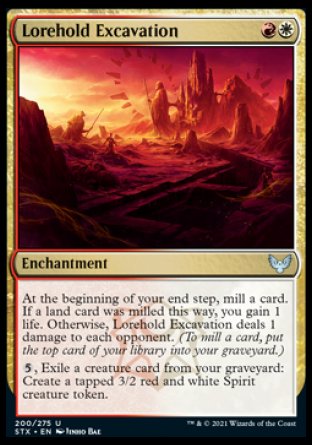 Lorehold Excavation
Enchantment
At the beginning of your end step, mill a card.
If a land card was milled this way, you gain 1
life. Otherwise, Lorehold Excavation deals 1
damage to each opponent. (To mill a card, put
the top card of your library into your graveyard.)
5, Exile a creature card from your graveyard:
Create a tapped 3/2 red and white Spirit
creature token.
200/275 U
STX • EN Jinho Bae
™ & © 2021 Wizards of the Coast